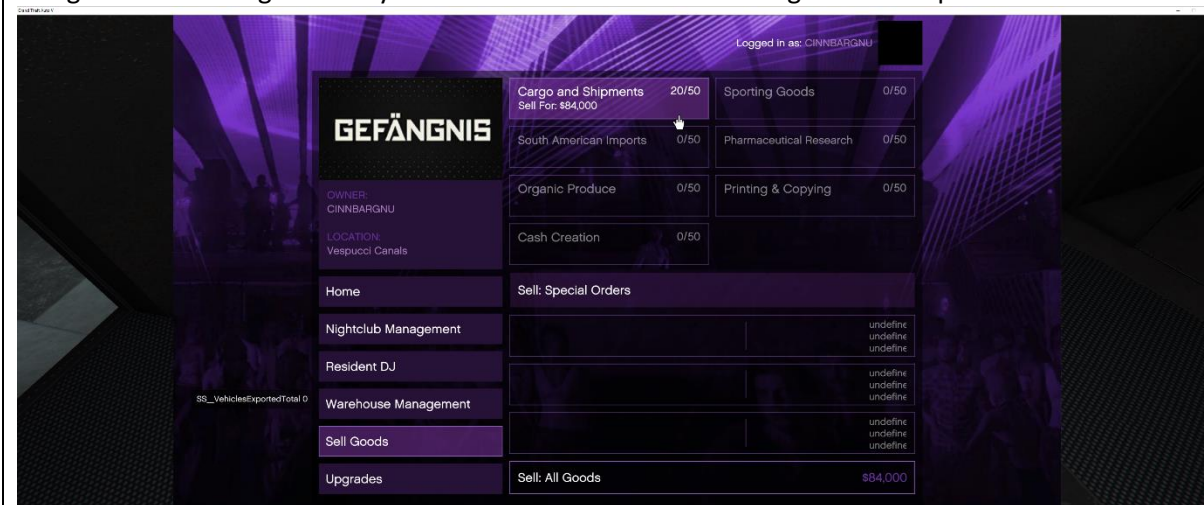 Logged in as: CINNBARGNU
GEFÄNGNIS
OWNER:
CINNBARGNU
LOCATION:
Vespucci Canals
Home
Nightclub Management
Resident DJ
Warehouse Management
Sell Goods
Upgrades
Cargo and Shipments 20/50
Sell For: $84,000
Sporting Goods 0/50
South American Imports 0/50
Pharmaceutical Research 0/50
Organic Produce 0/50
Printing & Copying 0/50
Cash Creation 0/50
Sell: Special Orders
undefine
undefine
undefine
undefine
undefine
undefine
undefine
undefine
undefine
Sell: All Goods $84,000
SS_VehiclesExportedTotal 0